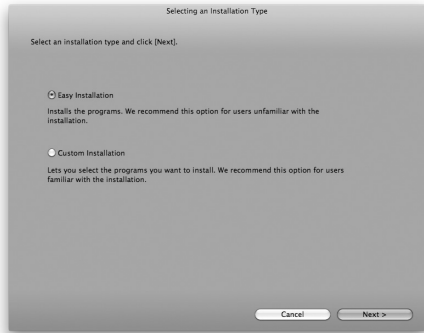 Selecting an Installation Type
Select an installation type and click [Next].
Easy Installation
Installs the programs. We recommend this option for users unfamiliar with the
installation.
Custom Installation
Lets you select the programs you want to install. We recommend this option for users
familiar with the installation.
Cancel Next >